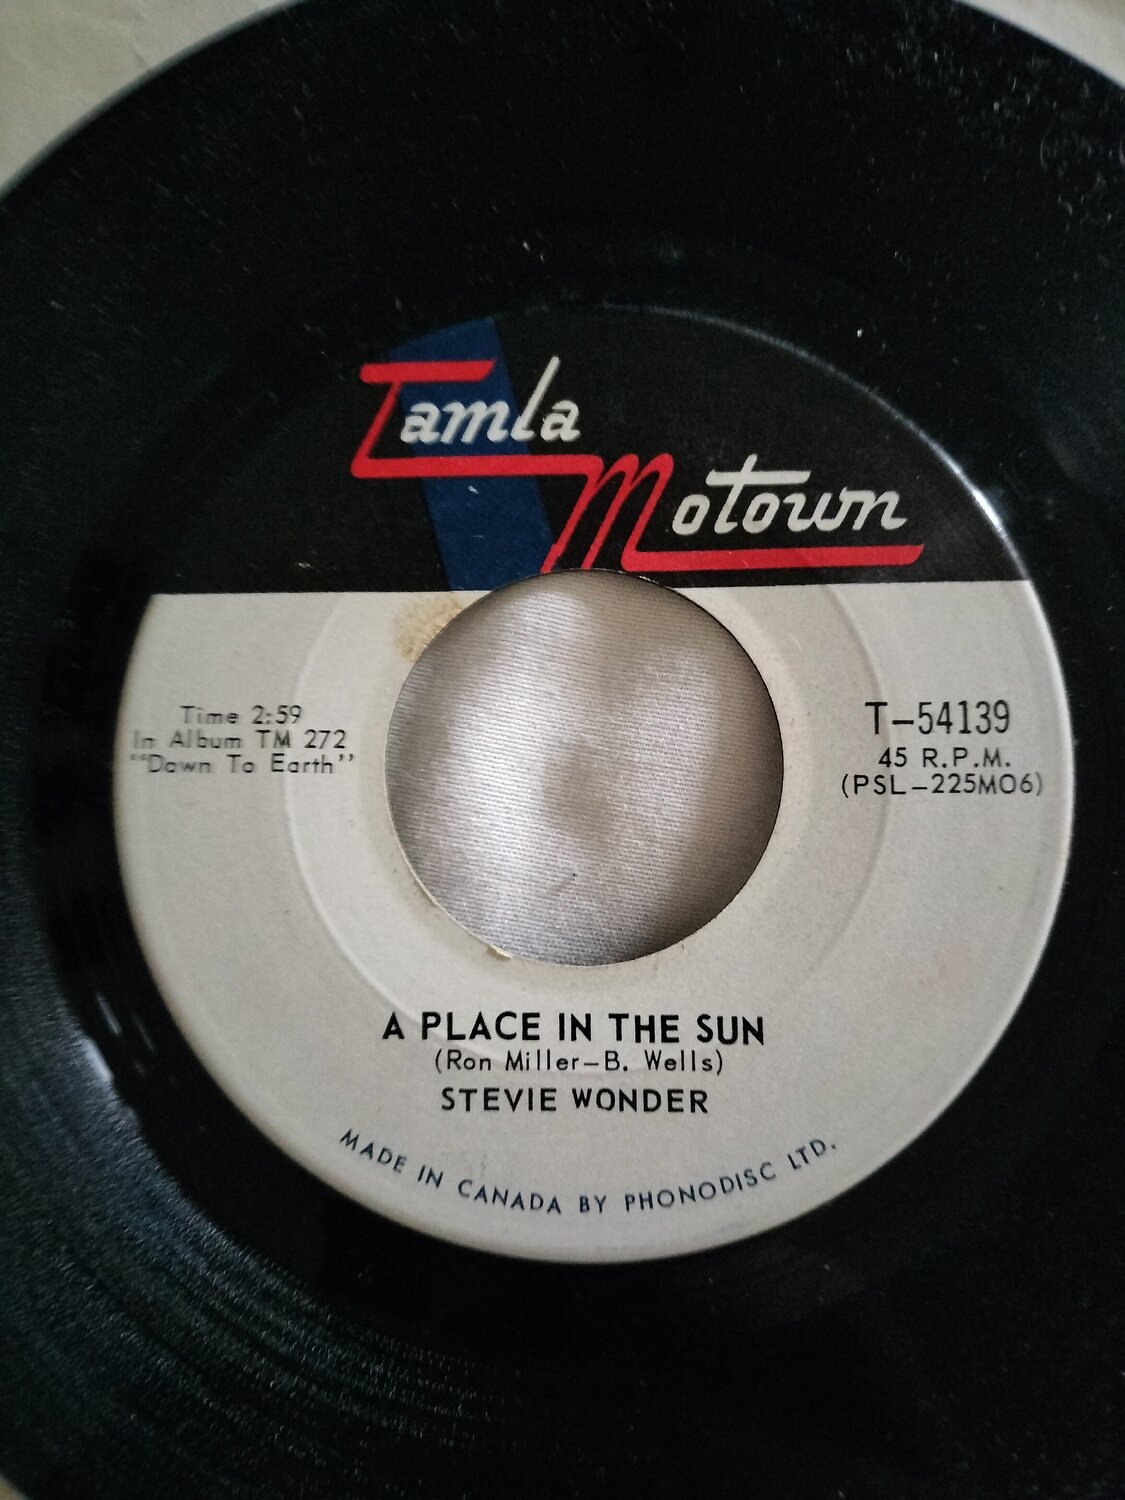 Tamla
Motown
Time 2:59
In Album TM 272
"Down To Earth"
T-54139
45 R.P.M.
(PSL-225M06)
A PLACE IN THE SUN
(Ron Miller-B. Wells)
STEVIE WONDER
MADE IN CANADA BY PHONODISC LTD.